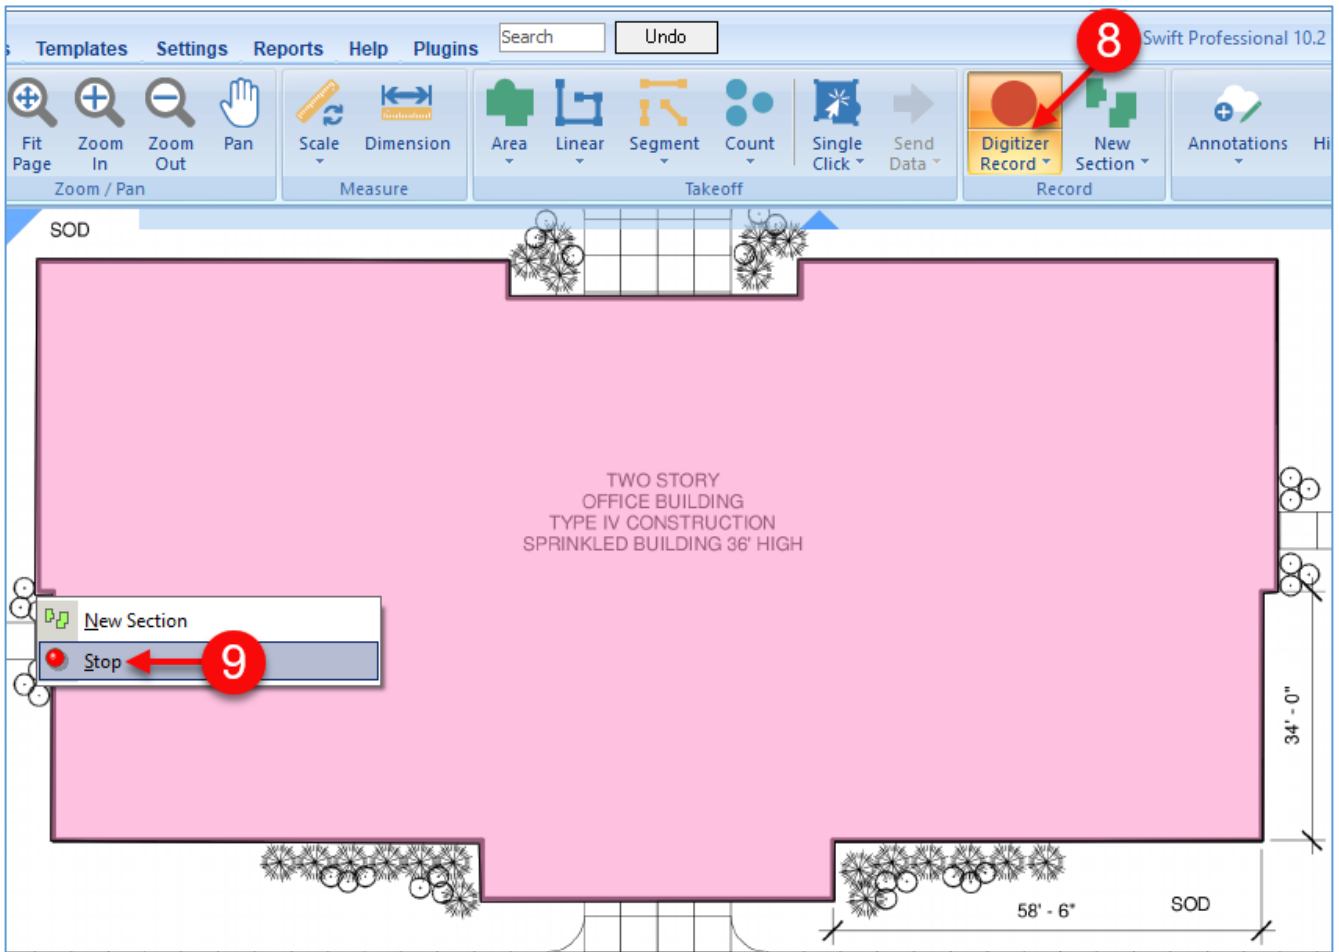 s Templates Settings Reports Help Plugins Search Undo 8 Swift Professional 10.2
Fit Page
Zoom In
Zoom Out
Pan
Zoom / Pan
Scale
Dimension
Measure
Area
Linear
Segment
Count
Single Click
Send Data
Takeoff
Digitizer Record
New Section
Record
Annotations
Hi
SOD
TWO STORY
OFFICE BUILDING
TYPE IV CONSTRUCTION
SPRINKLED BUILDING 36' HIGH
New Section
Stop 9
34' - 0"
58' - 6"
SOD